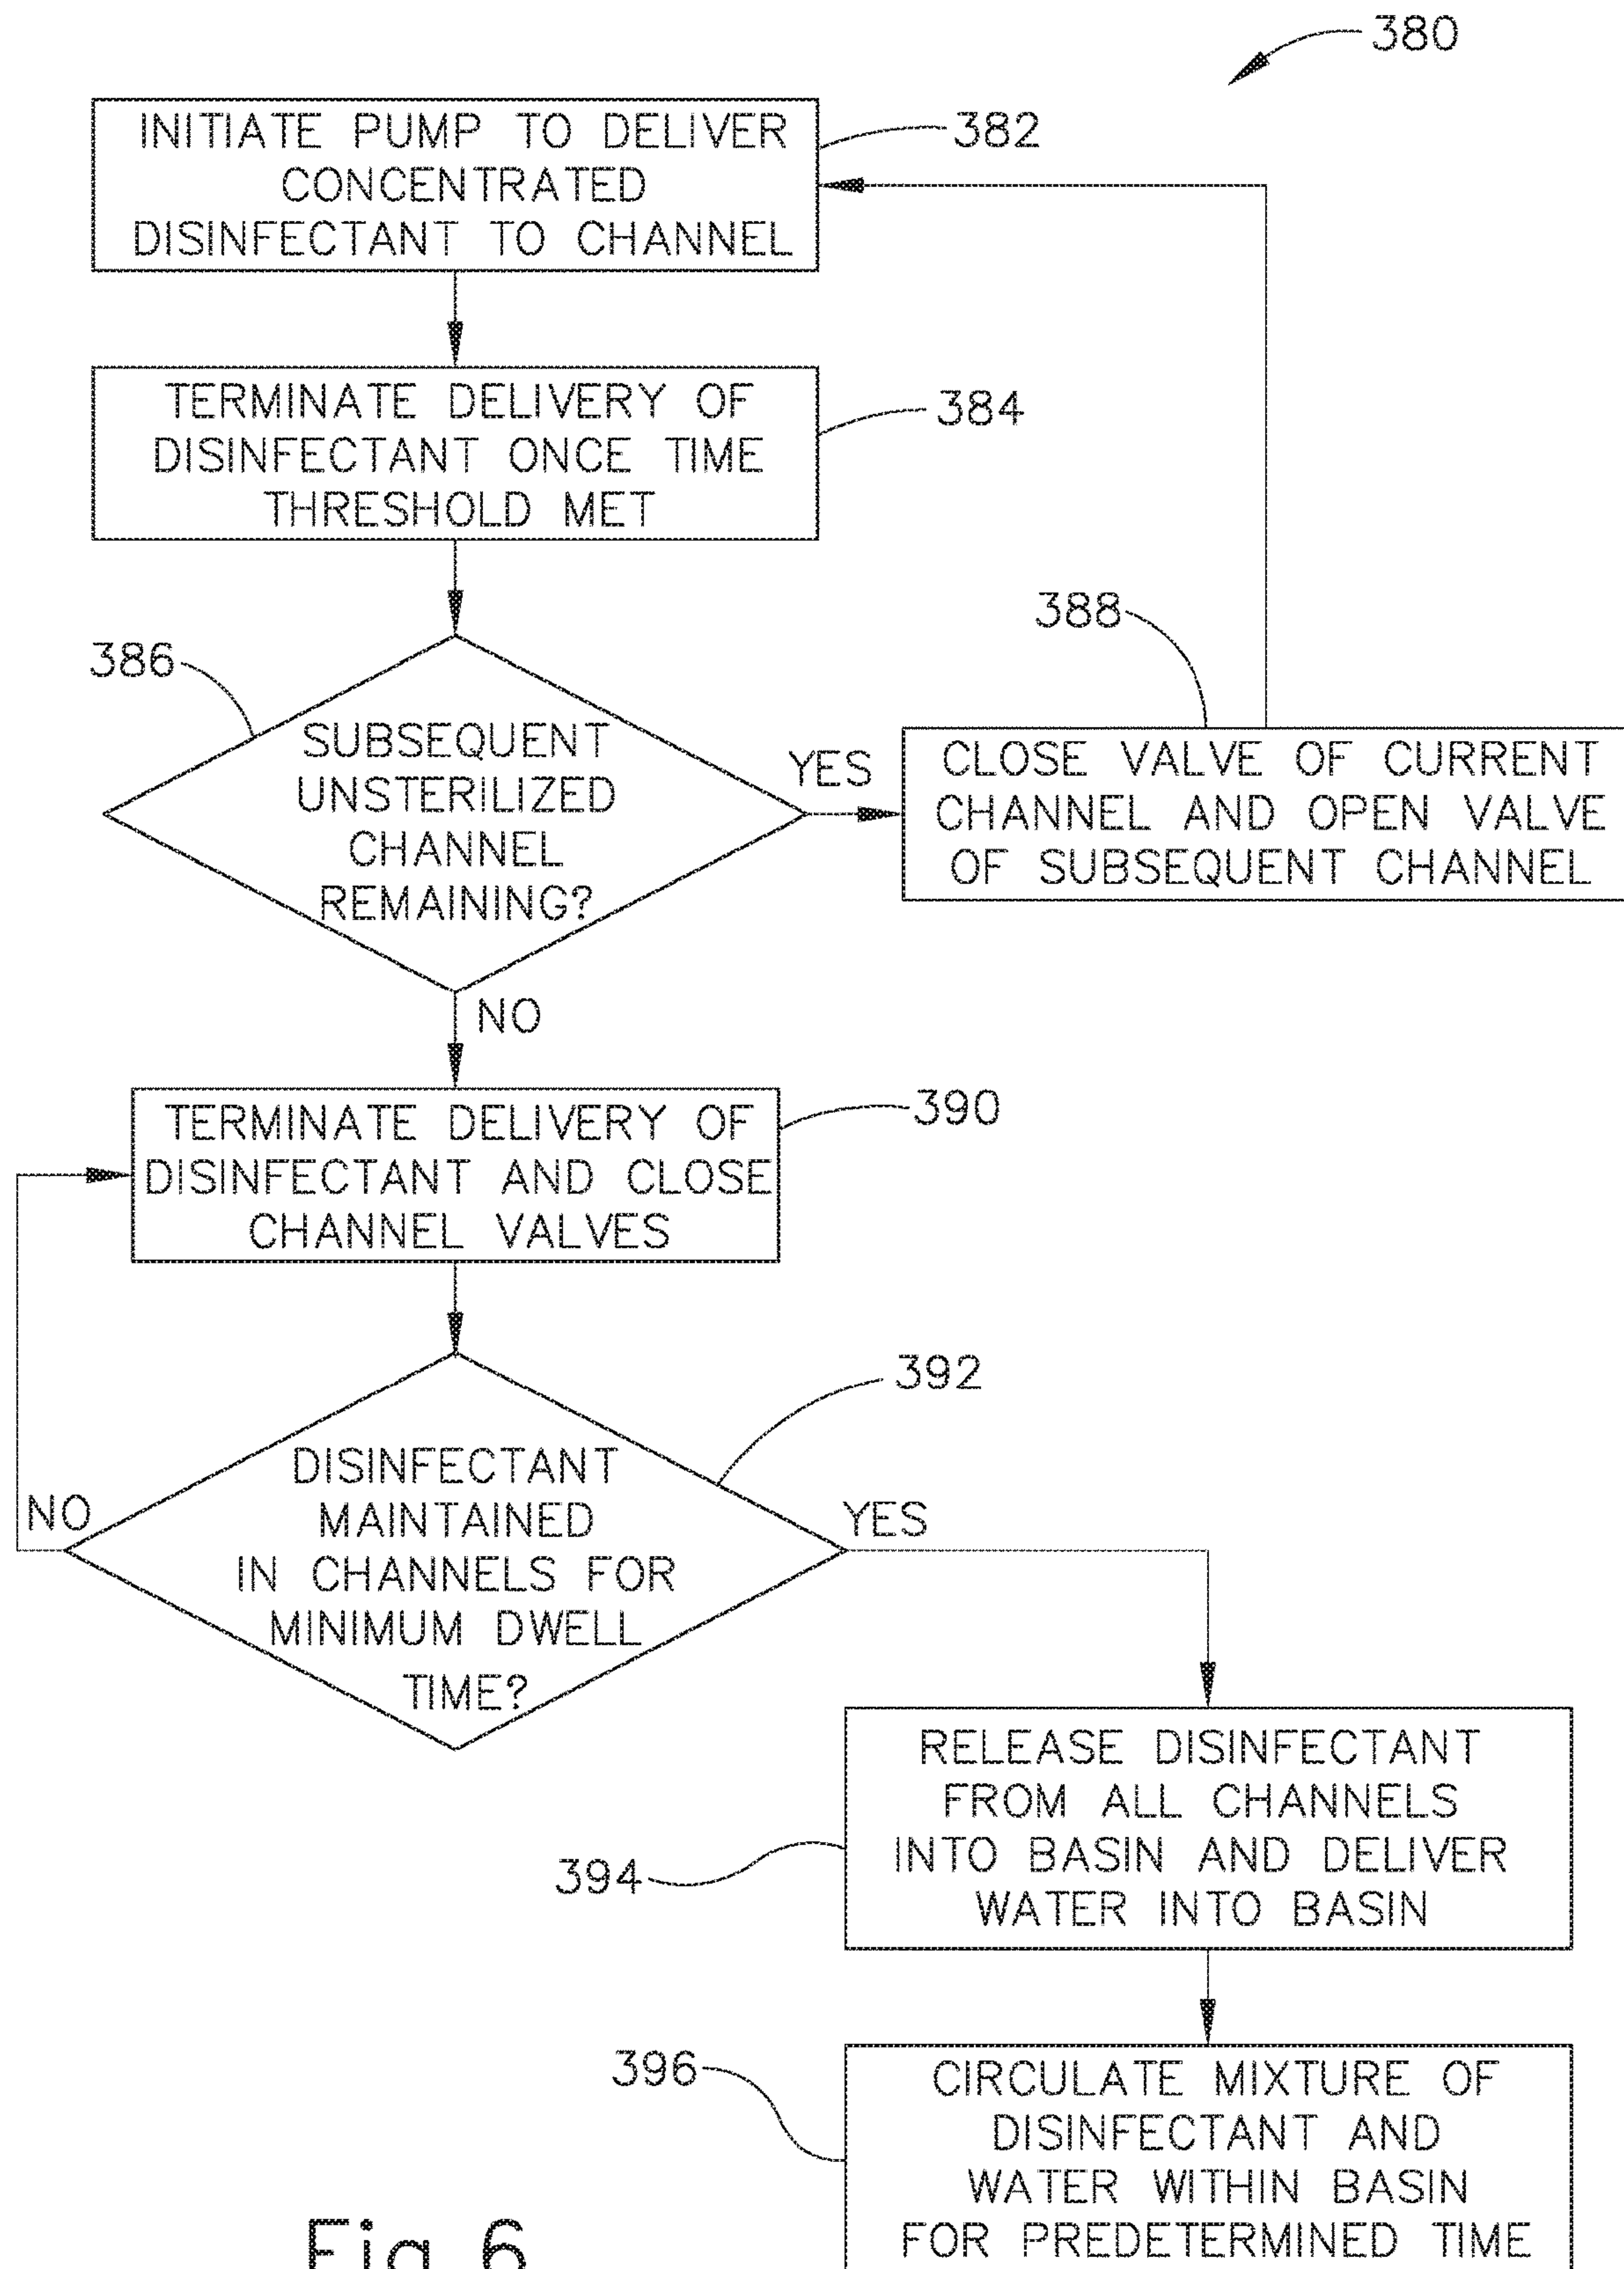 380
INITIATE PUMP TO DELIVER
CONCENTRATED
DISINFECTANT TO CHANNEL
382
TERMINATE DELIVERY OF
DISINFECTANT ONCE TIME
THRESHOLD MET
384
386
SUBSEQUENT
UNSTERILIZED
CHANNEL
REMAINING?
YES
388
CLOSE VALVE OF CURRENT
CHANNEL AND OPEN VALVE
OF SUBSEQUENT CHANNEL
NO
TERMINATE DELIVERY OF
DISINFECTANT AND CLOSE
CHANNEL VALVES
390
392
DISINFECTANT
MAINTAINED
IN CHANNELS FOR
MINIMUM DWELL
TIME?
NO
YES
RELEASE DISINFECTANT
FROM ALL CHANNELS
INTO BASIN AND DELIVER
WATER INTO BASIN
394
396
CIRCULATE MIXTURE OF
DISINFECTANT AND
WATER WITHIN BASIN
FOR PREDETERMINED TIME
Fig 6